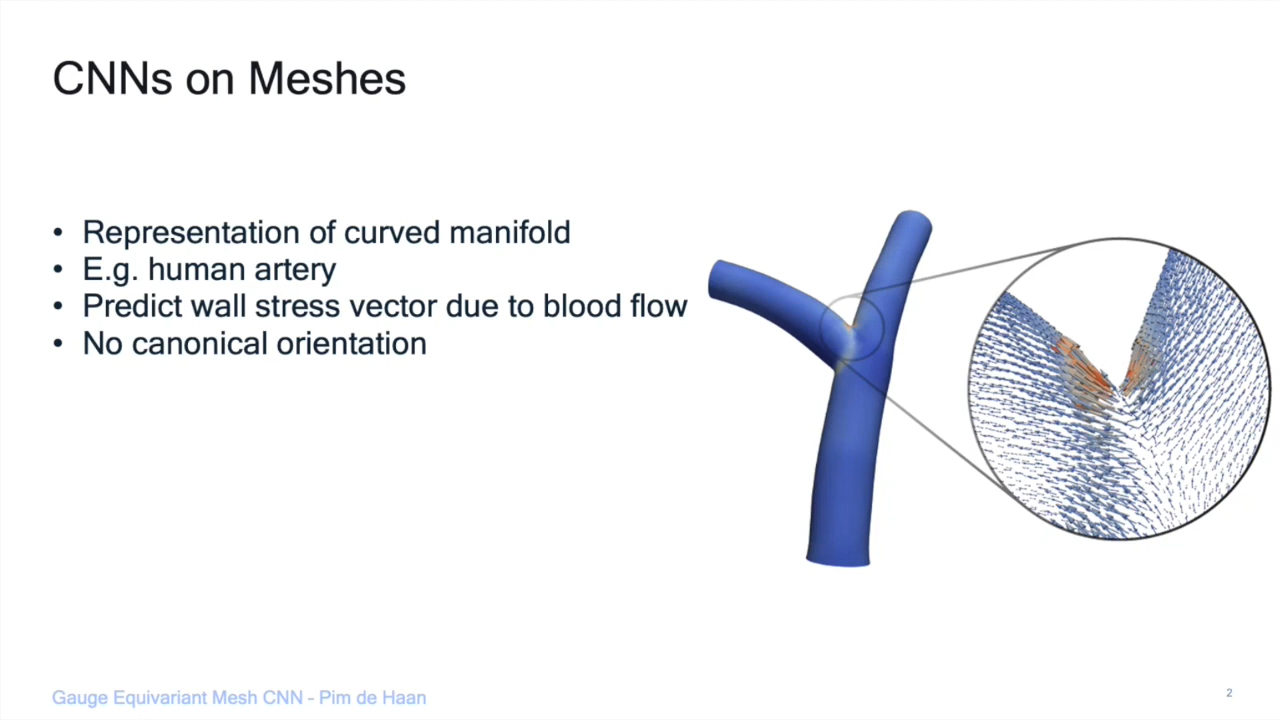 CNNs on Meshes
• Representation of curved manifold
• E.g. human artery
• Predict wall stress vector due to blood flow
• No canonical orientation
Gauge Equivariant Mesh CNN - Pim de Haan
2